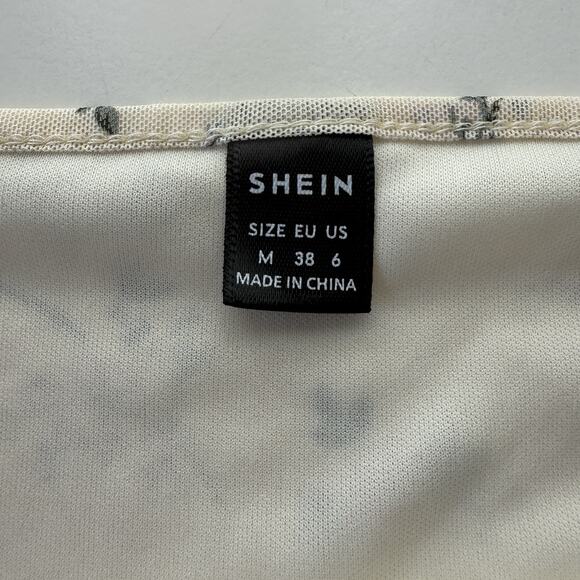 SHEIN
SIZE EU US
M 38 6
MADE IN CHINA